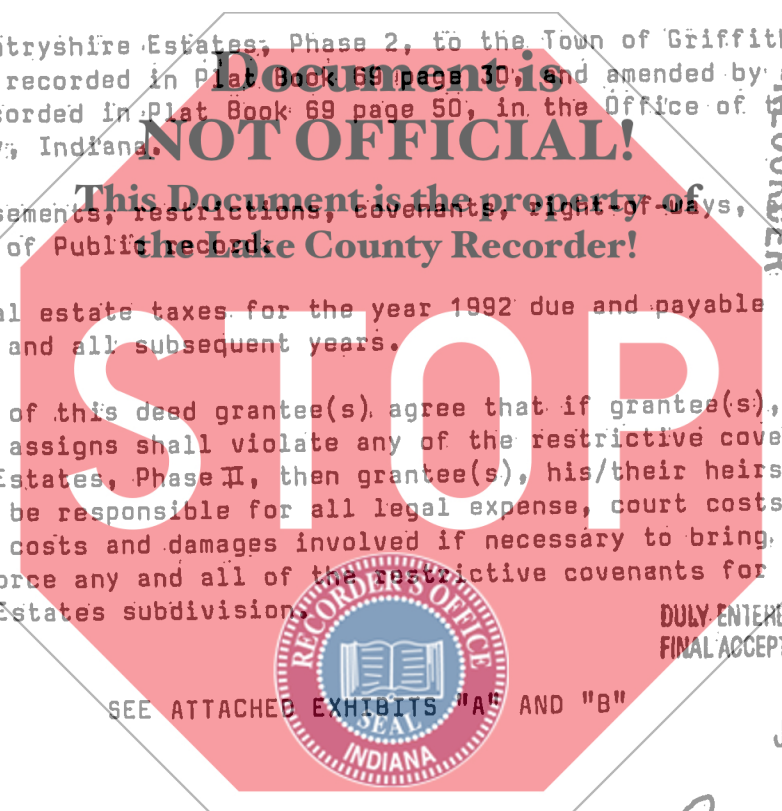 tryshire Estates, Phase 2, to the Town of Griffith
Document is
recorded in Plat Book 69 page 30, and amended by
orded in Plat Book 69 page 50, in the Office of
NOT OFFICIAL!
, Indiana.
This Document is the property of
sements, restrictions, covenants, right-of-ways,
of Public record.
the Lake County Recorder!
RECORDER
al estate taxes for the year 1992 due and payable
and all subsequent years.
STOP
of this deed grantee(s) agree that if grantee(s),
assigns shall violate any of the restrictive cove
Estates, Phase II, then grantee(s), his/their heirs
be responsible for all legal expense, court costs
costs and damages involved if necessary to bring
orce any and all of the restrictive covenants for
Estates subdivision.
RECORDER'S OFFICE
SEAL
INDIANA
DULY ENTERE
FINAL ACCEPT
SEE ATTACHED EXHIBITS "A" AND "B"